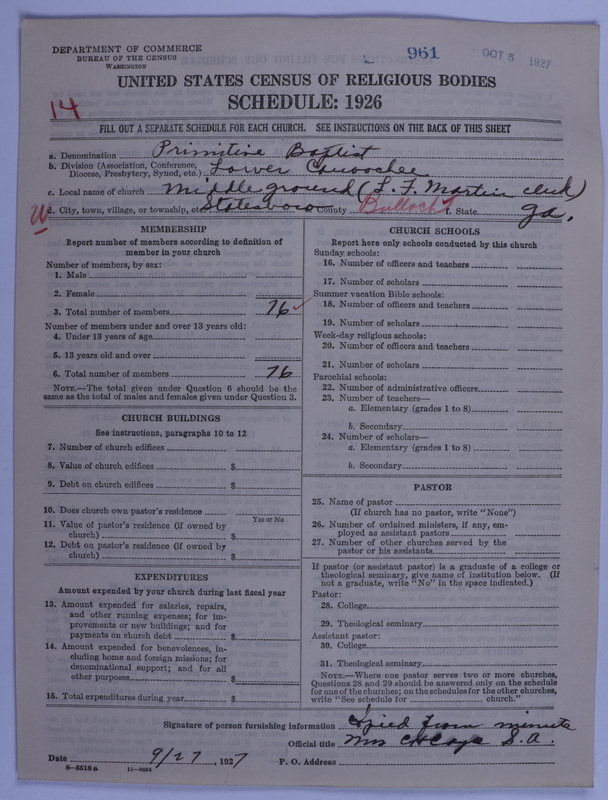 DEPARTMENT OF COMMERCE
BUREAU OF THE CENSUS
WASHINGTON
961
OCT 5 1927
UNITED STATES CENSUS OF RELIGIOUS BODIES
SCHEDULE: 1926
14
FILL OUT A SEPARATE SCHEDULE FOR EACH CHURCH. SEE INSTRUCTIONS ON THE BACK OF THIS SHEET
a. Denomination Primitive Baptist
b. Division (Association, Conference, Diocese, Presbytery, Synod, etc.) Lower Canoochee
c. Local name of church Middle ground (L. F. Martin clerk)
d. City, town, village, or township, etc. Statesboro County Bulloch f. State Ga.
MEMBERSHIP
Report number of members according to definition of
member in your church
Number of members, by sex:
1. Male
2. Female
3. Total number of members 76
Number of members under and over 13 years old:
4. Under 13 years of age
5. 13 years old and over
6. Total number of members 76
NOTE.—The total given under Question 6 should be the
same as the total of males and females given under Question 3.
CHURCH BUILDINGS
See instructions, paragraphs 10 to 12
7. Number of church edifices
8. Value of church edifices $
9. Debt on church edifices $
10. Does church own pastor's residence
Yes or No
11. Value of pastor's residence (if owned by
church) $
12. Debt on pastor's residence (if owned by
church) $
EXPENDITURES
Amount expended by your church during last fiscal year
13. Amount expended for salaries, repairs,
and other running expenses; for im-
provements or new buildings; and for
payments on church debt $
14. Amount expended for benevolences, in-
cluding home and foreign missions; for
denominational support; and for all
other purposes $
15. Total expenditures during year $
CHURCH SCHOOLS
Report here only schools conducted by this church
Sunday schools:
16. Number of officers and teachers
17. Number of scholars
Summer vacation Bible schools:
18. Number of officers and teachers
19. Number of scholars
Week-day religious schools:
20. Number of officers and teachers
21. Number of scholars
Parochial schools:
22. Number of administrative officers
23. Number of teachers—
a. Elementary (grades 1 to 8)
b. Secondary
24. Number of scholars—
a. Elementary (grades 1 to 8)
b. Secondary
PASTOR
25. Name of pastor
(If church has no pastor, write "None")
26. Number of ordained ministers, if any, em-
ployed as assistant pastors
27. Number of other churches served by the
pastor or his assistants
If pastor (or assistant pastor) is a graduate of a college or
theological seminary, give name of institution below. (If
not a graduate, write "No" in the space indicated.)
Pastor:
28. College
29. Theological seminary
Assistant pastor:
30. College
31. Theological seminary
NOTE.—Where one pastor serves two or more churches,
Questions 28 and 29 should be answered only on the schedule
for one of the churches; on the schedules for the other churches,
write "See schedule for church."
Signature of person furnishing information from minutes
Official title Mrs S. A.
Date 9/27, 1927 P. O. Address
8-5518a 11-9354